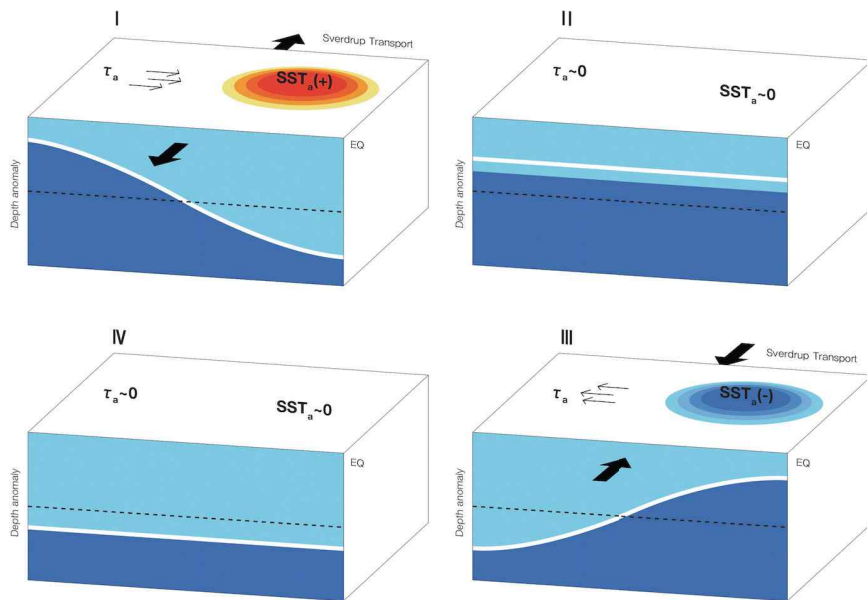 I
Sverdrup Transport
τa
SSTa(+)
EQ
Depth anomaly
II
τa~0
SSTa~0
EQ
Depth anomaly
IV
τa~0
SSTa~0
EQ
Depth anomaly
III
Sverdrup Transport
τa
SSTa(-)
EQ
Depth anomaly